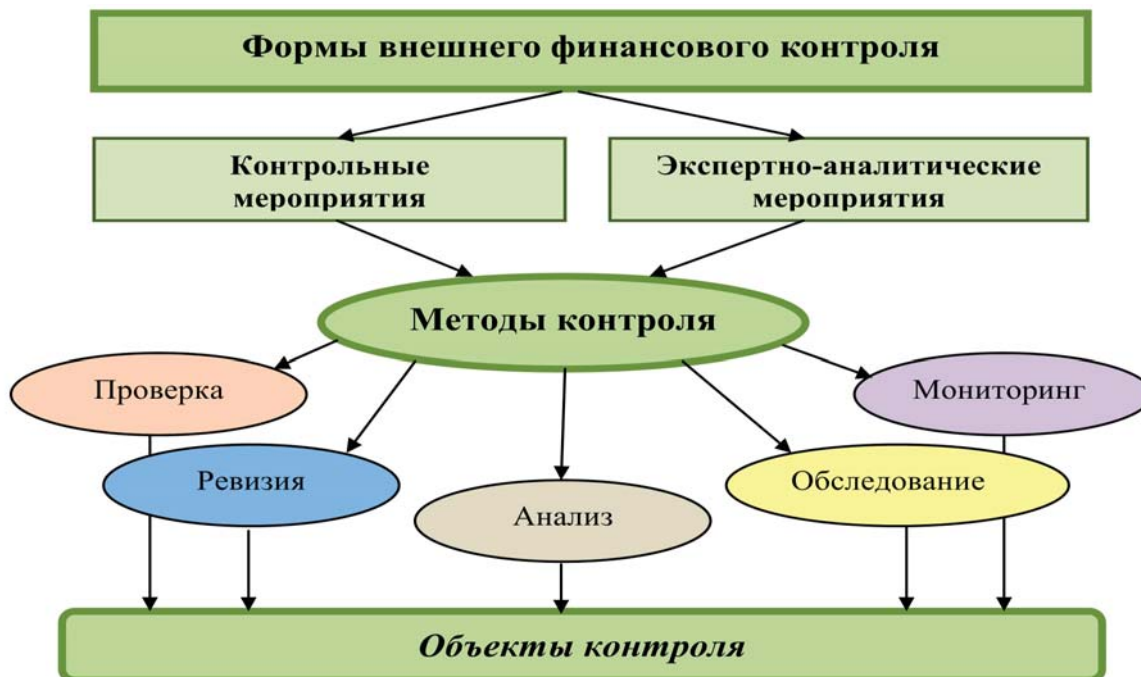 Формы внешнего финансового контроля
Контрольные
мероприятия
Экспертно-аналитические
мероприятия
Методы контроля
Проверка
Мониторинг
Ревизия
Обследование
Анализ
Объекты контроля